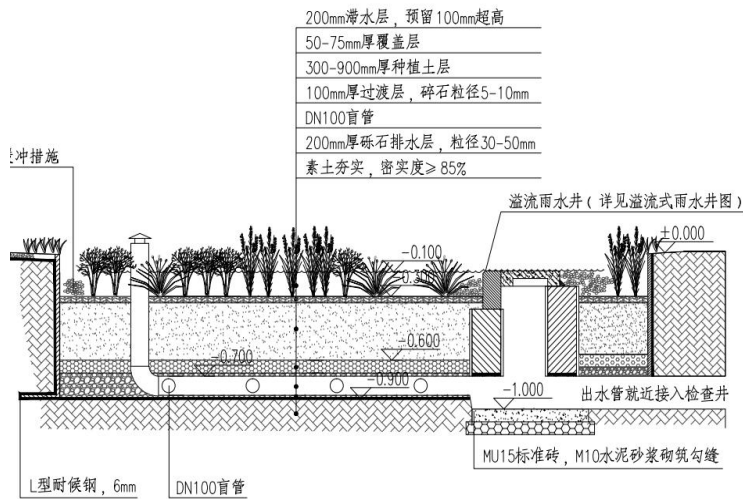 200mm滞水层，预留100mm超高
50-75mm厚覆盖层
300-900mm厚种植土层
100mm厚过渡层，碎石粒径5-10mm
DN100盲管
200mm厚砾石排水层，粒径30-50mm
素土夯实，密实度≥85%
冲措施
溢流雨水井（详见溢流式雨水井图）
±0.000
-0.100
-0.600
-0.700
-0.900
-1.000
出水管就近接入检查井
MU15标准砖，M10水泥砂浆砌筑勾缝
L型耐候钢，6mm
DN100盲管